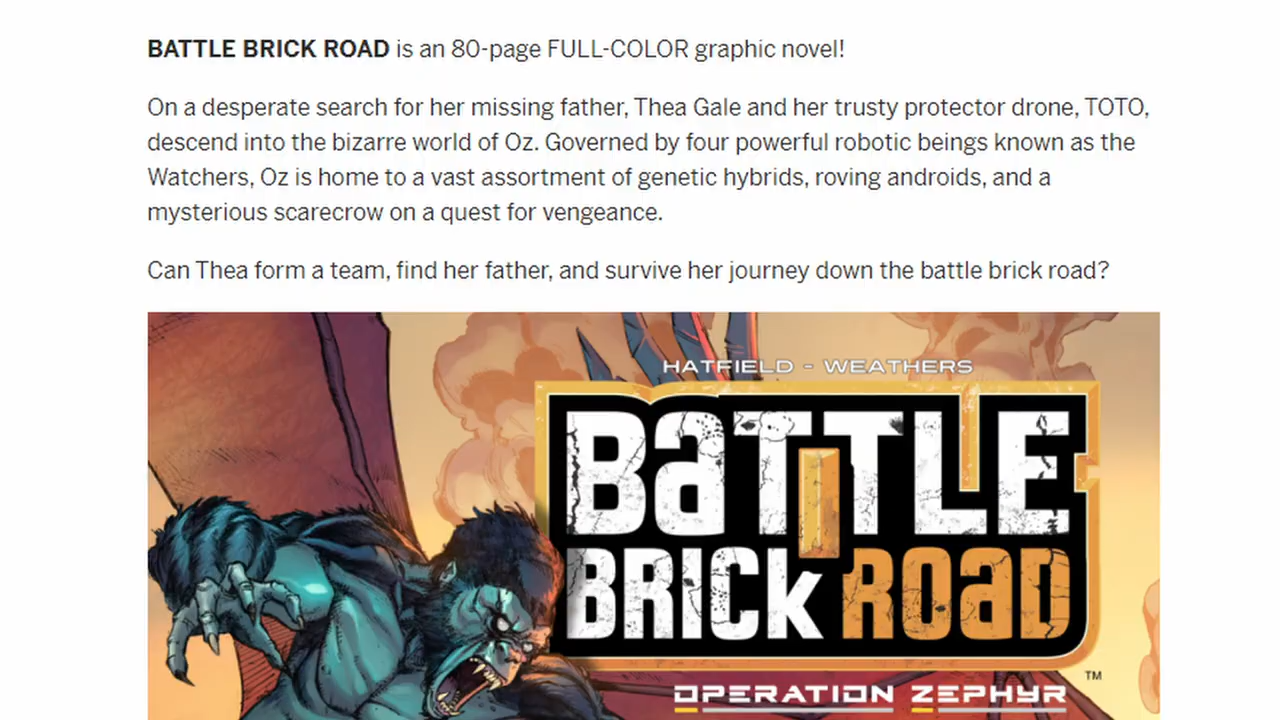 BATTLE BRICK ROAD is an 80-page FULL-COLOR graphic novel!
On a desperate search for her missing father, Thea Gale and her trusty protector drone, TOTO,
descend into the bizarre world of Oz. Governed by four powerful robotic beings known as the
Watchers, Oz is home to a vast assortment of genetic hybrids, roving androids, and a
mysterious scarecrow on a quest for vengeance.
Can Thea form a team, find her father, and survive her journey down the battle brick road?
HATFIELD - WEATHERS
BaTTLE
BRICk ROaD
TM
OPERATION ZEPHYR